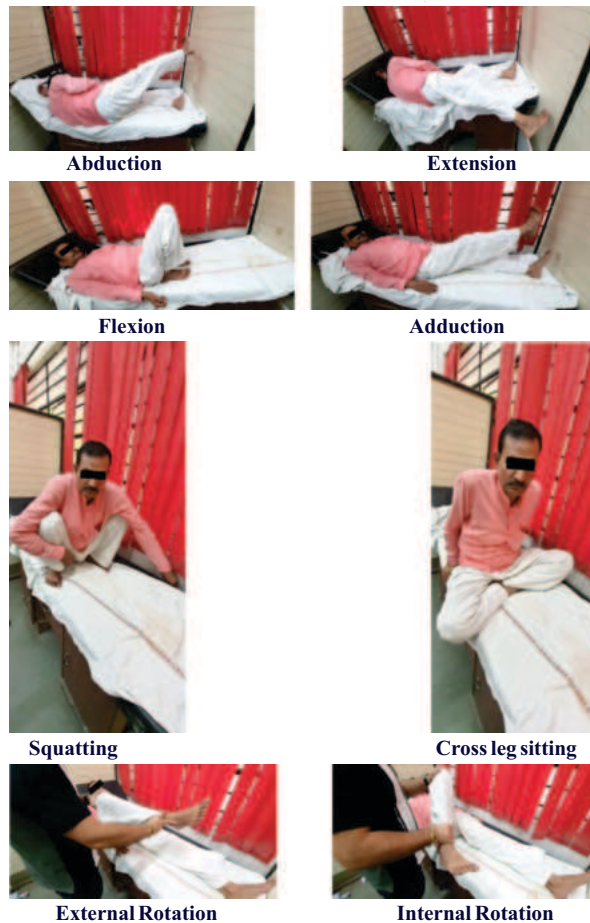 Abduction
Extension
Flexion
Adduction
Squatting
Cross leg sitting
External Rotation
Internal Rotation